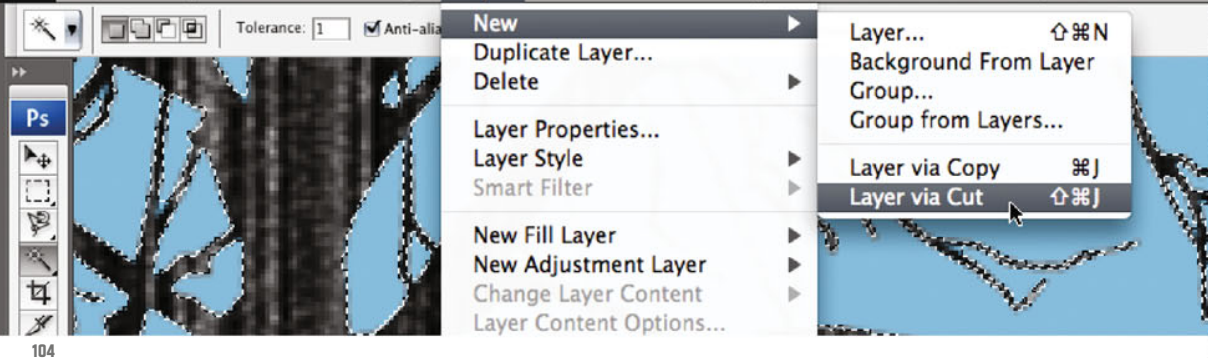 Tolerance: 1 Anti-alia
Ps
New
Duplicate Layer...
Delete
Layer Properties...
Layer Style
Smart Filter
New Fill Layer
New Adjustment Layer
Change Layer Content
Layer Content Options...
Layer... ⇧⌘N
Background From Layer
Group...
Group from Layers...
Layer via Copy ⌘J
Layer via Cut ⇧⌘J
104